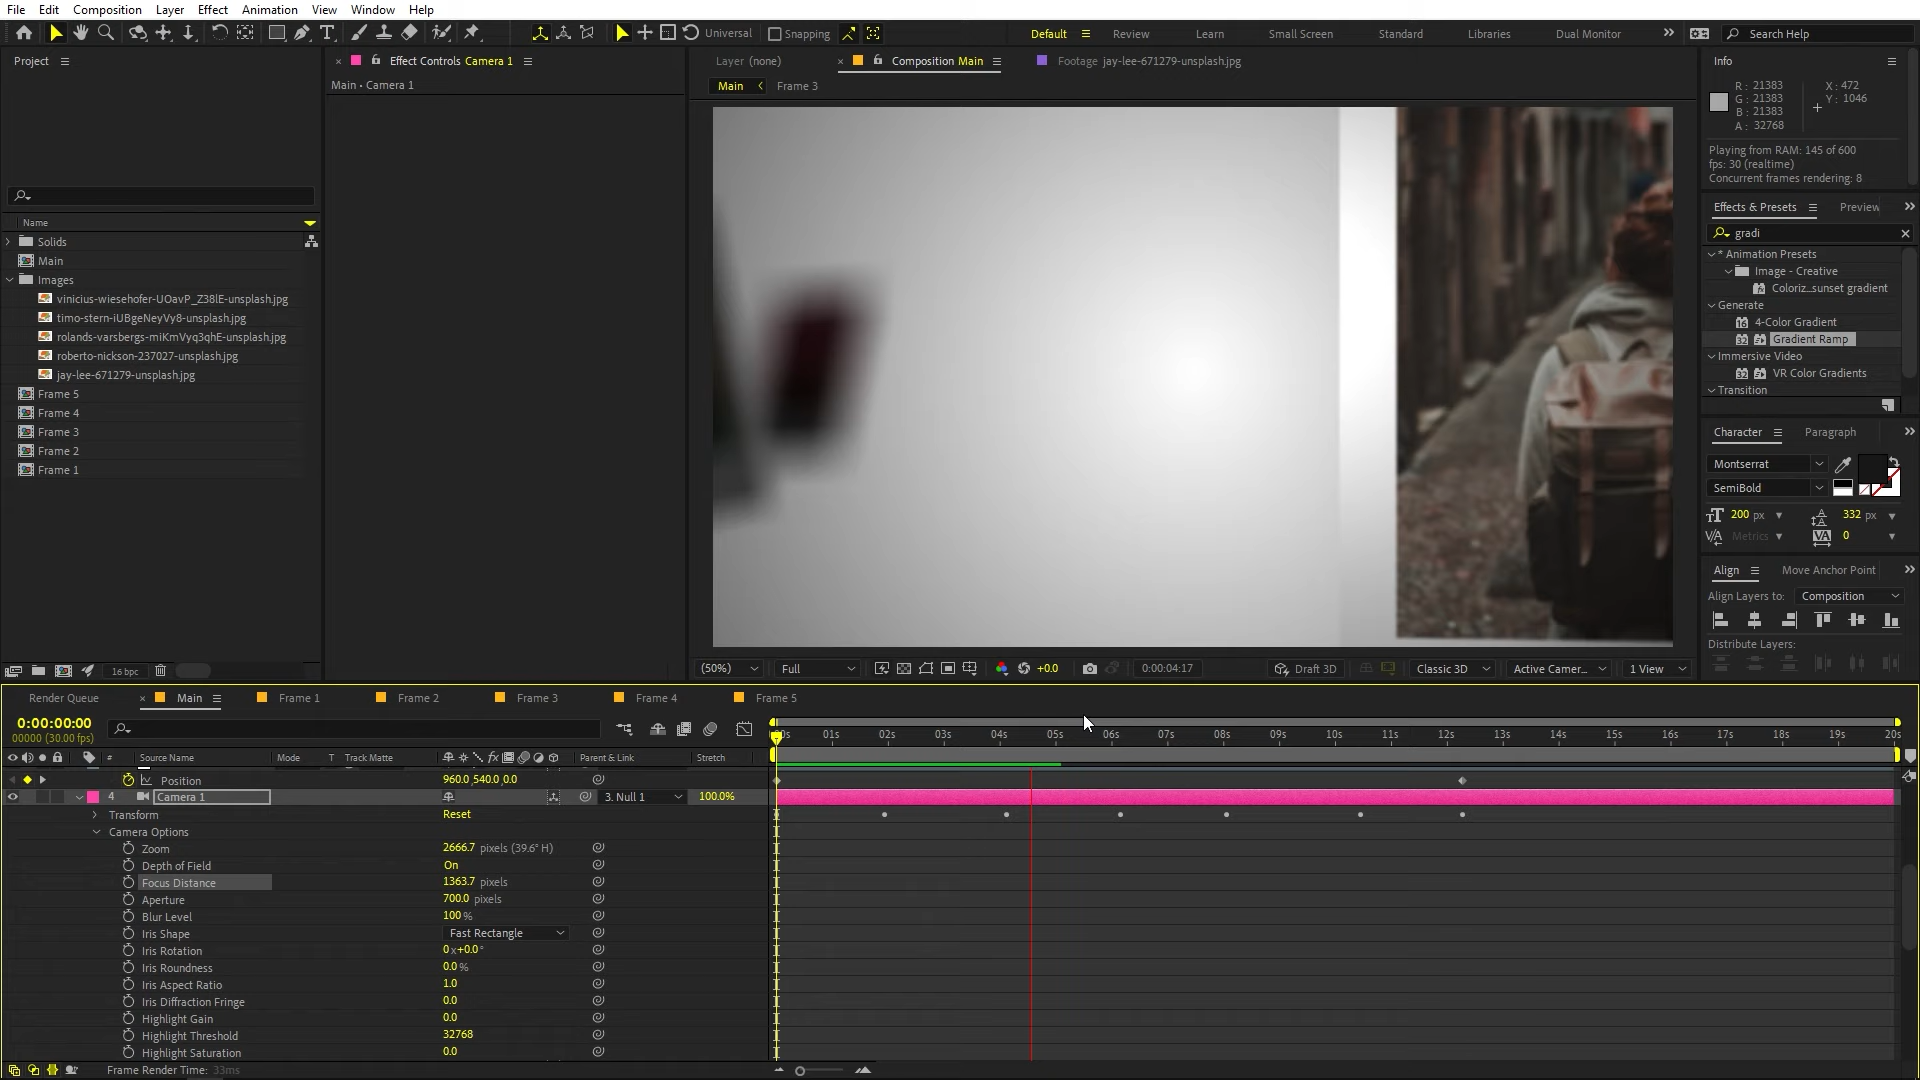 File Edit Composition Layer Effect Animation View Window Help
Universal Snapping Default Review Learn Small Screen Standard Libraries Dual Monitor Search Help
Project
Effect Controls Camera 1
Main • Camera 1
Layer (none) Composition Main Footage jay-lee-671279-unsplash.jpg
Main Frame 3
Info
R : 21383
G : 21383
B : 21383
A : 32768
X : 472
Y : 1046
Playing from RAM: 145 of 600
fps: 30 (realtime)
Concurrent frames rendering: 8
Effects & Presets Preview
gradi
* Animation Presets
Image - Creative
Coloriz...sunset gradient
Generate
4-Color Gradient
Gradient Ramp
Immersive Video
VR Color Gradients
Transition
Character Paragraph
Montserrat
SemiBold
200 px 332 px
Metrics 0
Align Move Anchor Point
Align Layers to: Composition
Distribute Layers:
Name
Solids
Main
Images
vinicius-wiesehofer-UOavP_Z38lE-unsplash.jpg
timo-stern-iUBgeNeyVy8-unsplash.jpg
rolands-varsbergs-miKmVyq3qhE-unsplash.jpg
roberto-nickson-237027-unsplash.jpg
jay-lee-671279-unsplash.jpg
Frame 5
Frame 4
Frame 3
Frame 2
Frame 1
16 bpc
(50%) Full +0.0 0:00:04:17 Draft 3D Classic 3D Active Camer... 1 View
Render Queue Main Frame 1 Frame 2 Frame 3 Frame 4 Frame 5
0:00:00:00
00000 (30.00 fps)
00s 01s 02s 03s 04s 05s 06s 07s 08s 09s 10s 11s 12s 13s 14s 15s 16s 17s 18s 19s 20s
# Source Name Mode T Track Matte Parent & Link Stretch
Position 960.0, 540.0, 0.0
4 Camera 1 3. Null 1 100.0%
Transform Reset
Camera Options
Zoom 2666.7 pixels (39.6° H)
Depth of Field On
Focus Distance 1363.7 pixels
Aperture 700.0 pixels
Blur Level 100 %
Iris Shape Fast Rectangle
Iris Rotation 0 x +0.0 °
Iris Roundness 0.0 %
Iris Aspect Ratio 1.0
Iris Diffraction Fringe 0.0
Highlight Gain 0.0
Highlight Threshold 32768
Highlight Saturation 0.0
Frame Render Time: 33ms